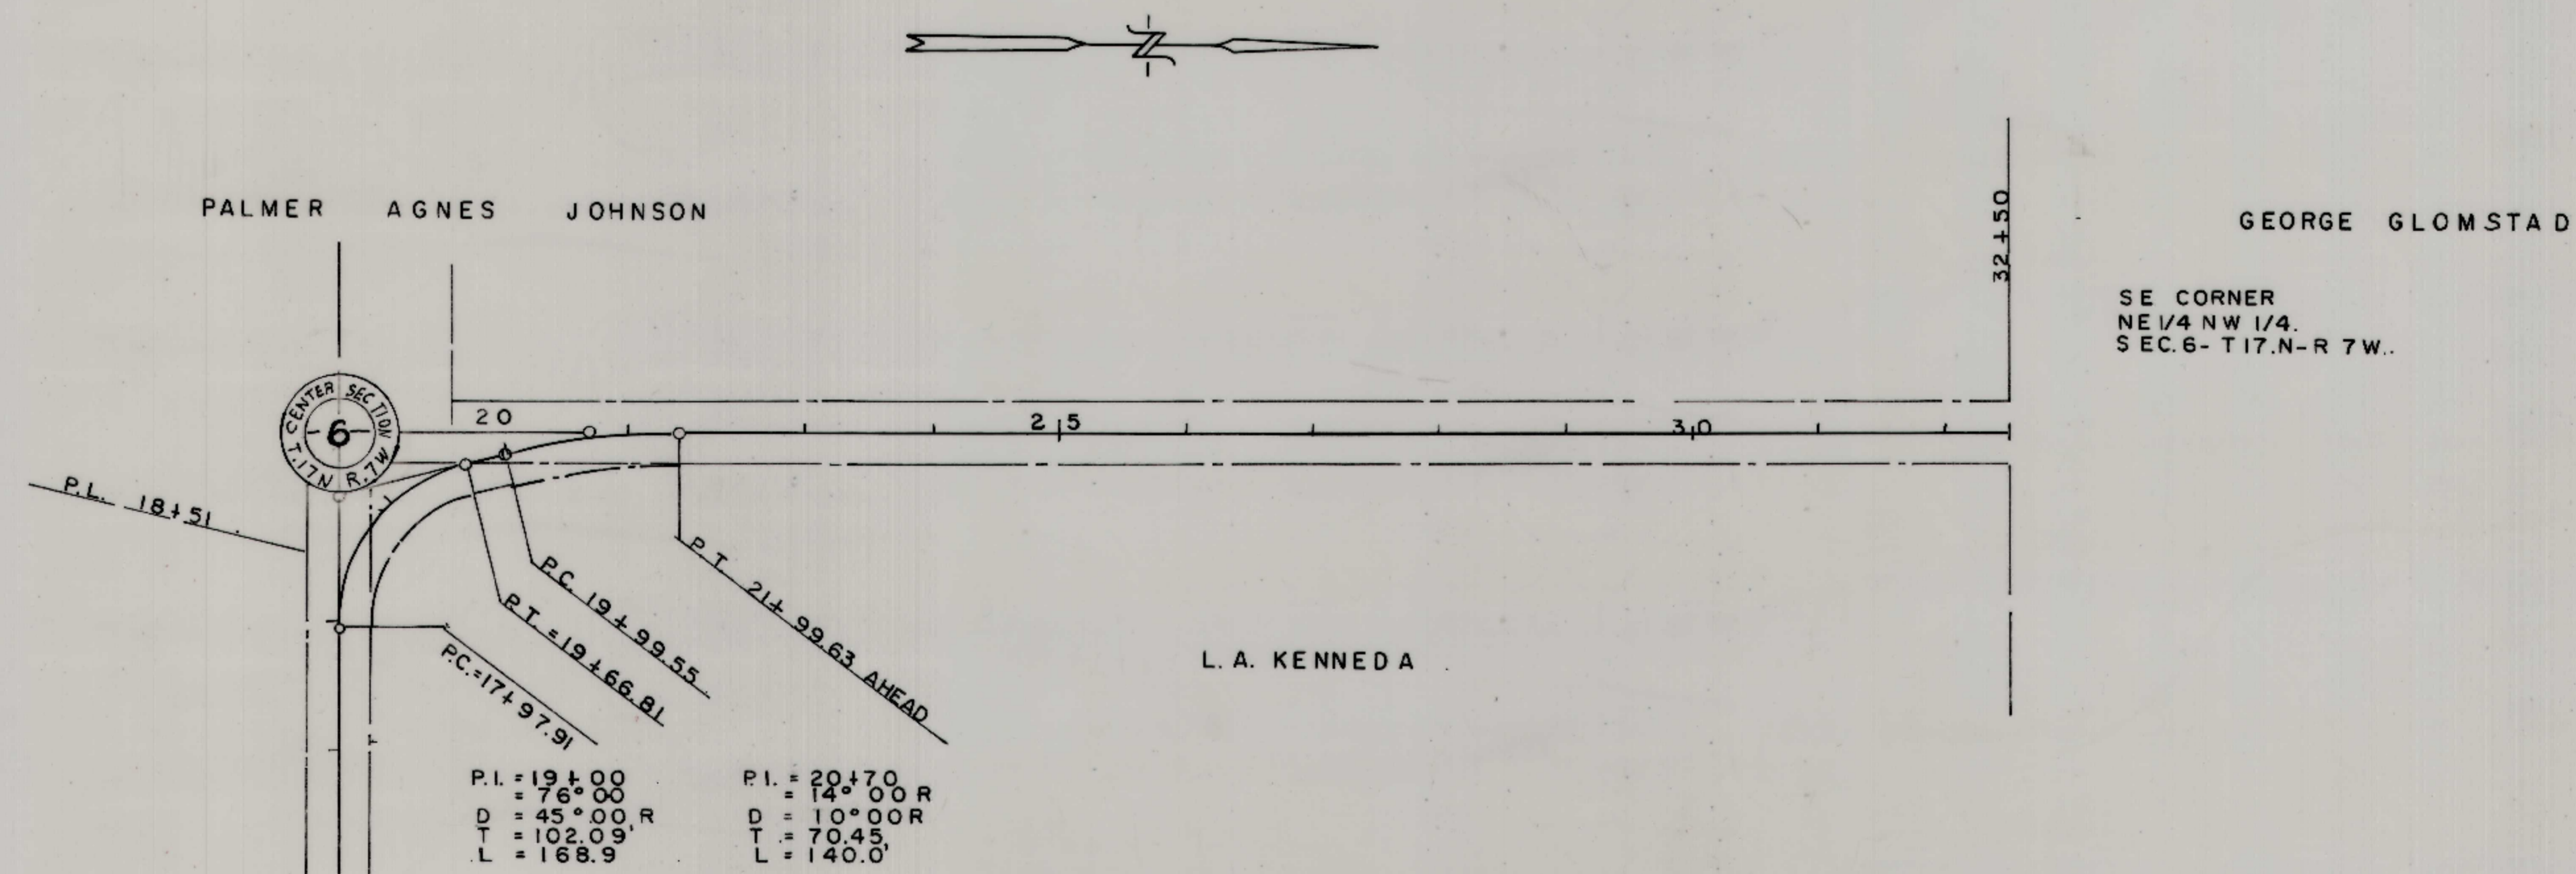 Z
PALMER AGNES JOHNSON
GEORGE GLOMSTAD
32+50
SE CORNER
NE 1/4 NW 1/4.
SEC. 6- T 17.N-R 7W..
CENTER SECTION
6
T.17N R.7W
20
25
30
P.L. 18+51
P.C. 19+99.55
P.T. =19+66.81
P.C.=17+97.91
P.T. 21+99.63 AHEAD
L. A. KENNEDA
P.I. =19+00
= 76° 00
D = 45°.00 R
T = 102.09'
L = 168.9
P.I. = 20+70
= 14° 00 R
D = 10°00R
T .= 70.45
L = 140.0'